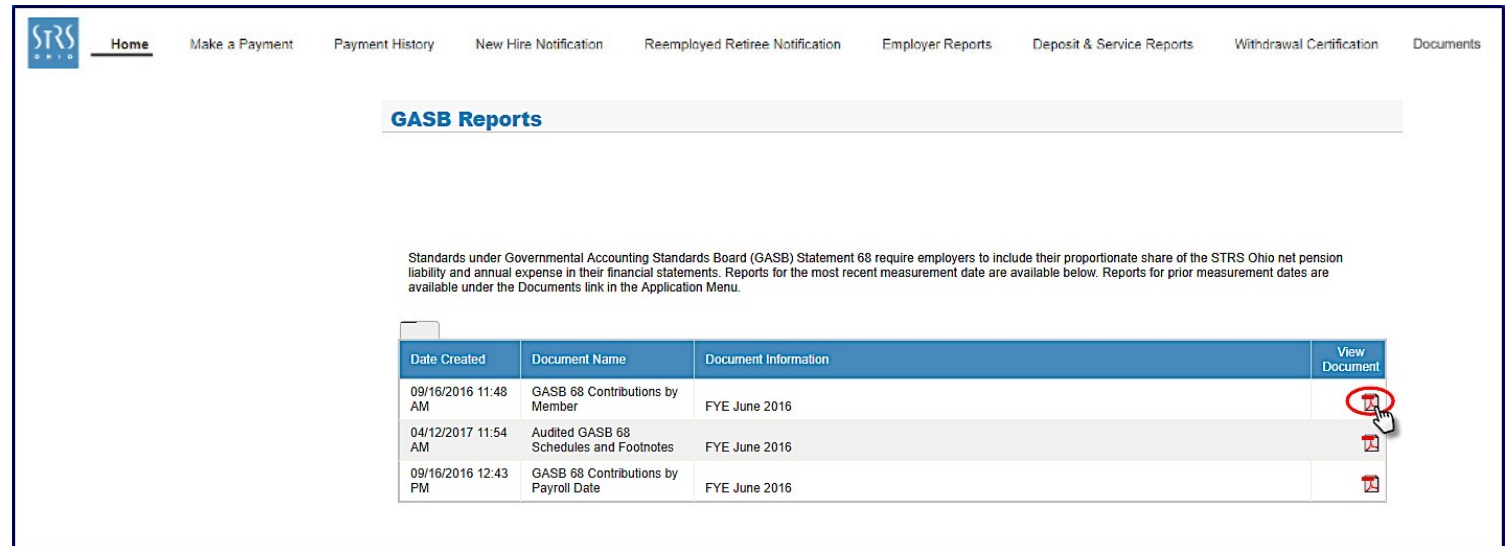 STRS
OHIO
Home Make a Payment Payment History New Hire Notification Reemployed Retiree Notification Employer Reports Deposit & Service Reports Withdrawal Certification Documents
GASB Reports
Standards under Governmental Accounting Standards Board (GASB) Statement 68 require employers to include their proportionate share of the STRS Ohio net pension
liability and annual expense in their financial statements. Reports for the most recent measurement date are available below. Reports for prior measurement dates are
available under the Documents link in the Application Menu.
Date Created Document Name Document Information View
Document
09/16/2016 11:48 GASB 68 Contributions by
AM Member FYE June 2016
04/12/2017 11:54 Audited GASB 68
AM Schedules and Footnotes FYE June 2016
09/16/2016 12:43 GASB 68 Contributions by
PM Payroll Date FYE June 2016